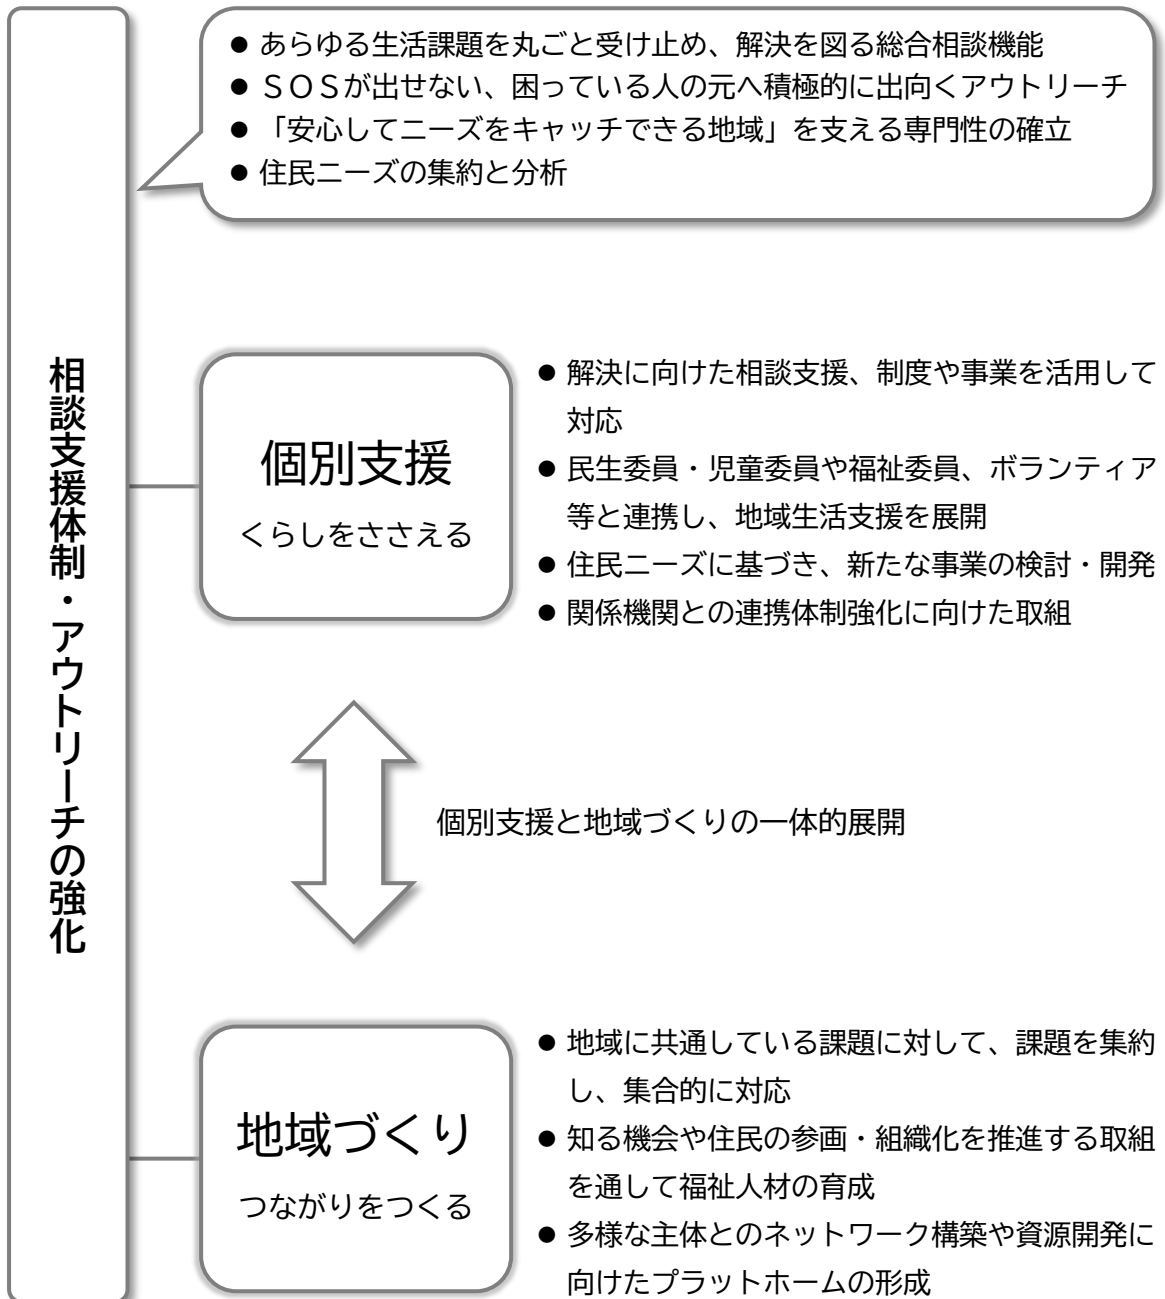 ● あらゆる生活課題を丸ごと受け止め、解決を図る総合相談機能
● ＳＯＳが出せない、困っている人の元へ積極的に出向くアウトリーチ
● 「安心してニーズをキャッチできる地域」を支える専門性の確立
● 住民ニーズの集約と分析
相談支援体制・アウトリーチの強化
個別支援
くらしをささえる
● 解決に向けた相談支援、制度や事業を活用して
対応
● 民生委員・児童委員や福祉委員、ボランティア
等と連携し、地域生活支援を展開
● 住民ニーズに基づき、新たな事業の検討・開発
● 関係機関との連携体制強化に向けた取組
個別支援と地域づくりの一体的展開
地域づくり
つながりをつくる
● 地域に共通している課題に対して、課題を集約
し、集合的に対応
● 知る機会や住民の参画・組織化を推進する取組
を通して福祉人材の育成
● 多様な主体とのネットワーク構築や資源開発に
向けたプラットホームの形成